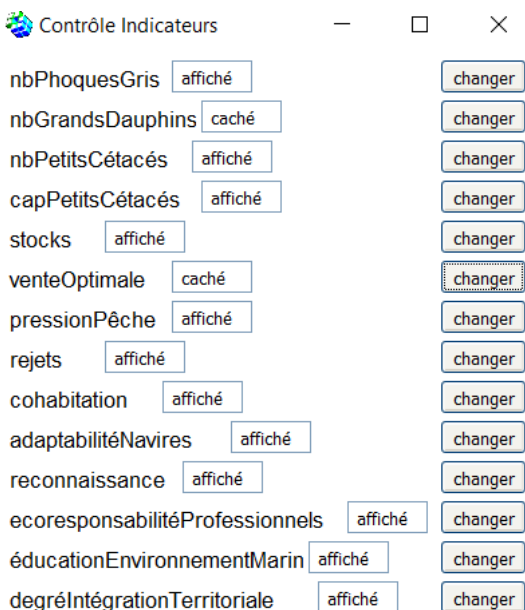 Contrôle Indicateurs
nbPhoquesGris affiché changer
nbGrandsDauphins caché changer
nbPetitsCétacés affiché changer
capPetitsCétacés affiché changer
stocks affiché changer
venteOptimale caché changer
pressionPêche affiché changer
rejets affiché changer
cohabitation affiché changer
adaptabilitéNavires affiché changer
reconnaissance affiché changer
ecoresponsabilitéProfessionnels affiché changer
éducationEnvironnementMarin affiché changer
degréIntégrationTerritoriale affiché changer